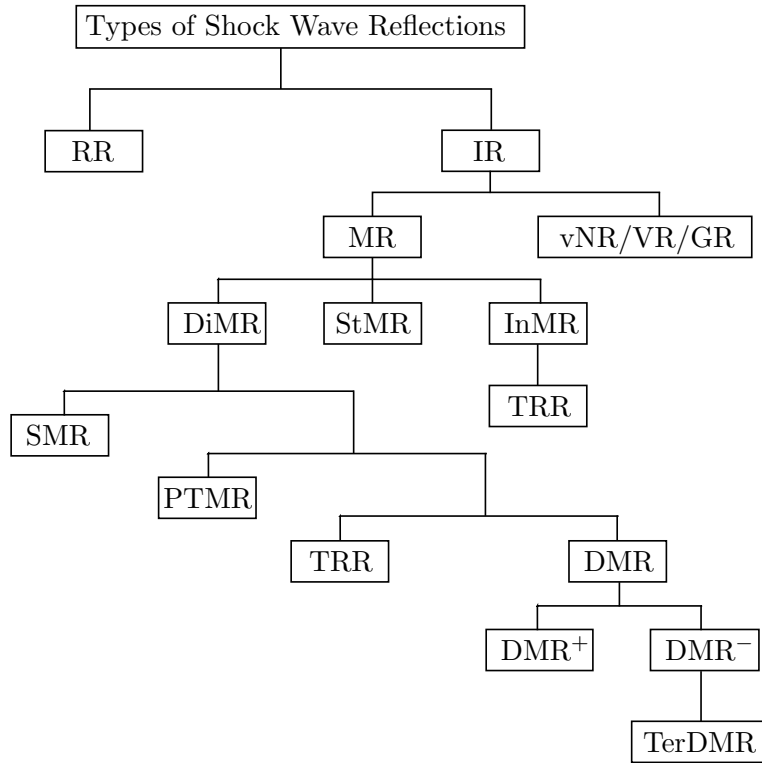 Types of Shock Wave Reflections
RR
IR
MR
vNR/VR/GR
DiMR
StMR
InMR
TRR
SMR
PTMR
TRR
DMR
DMR⁺
DMR⁻
TerDMR